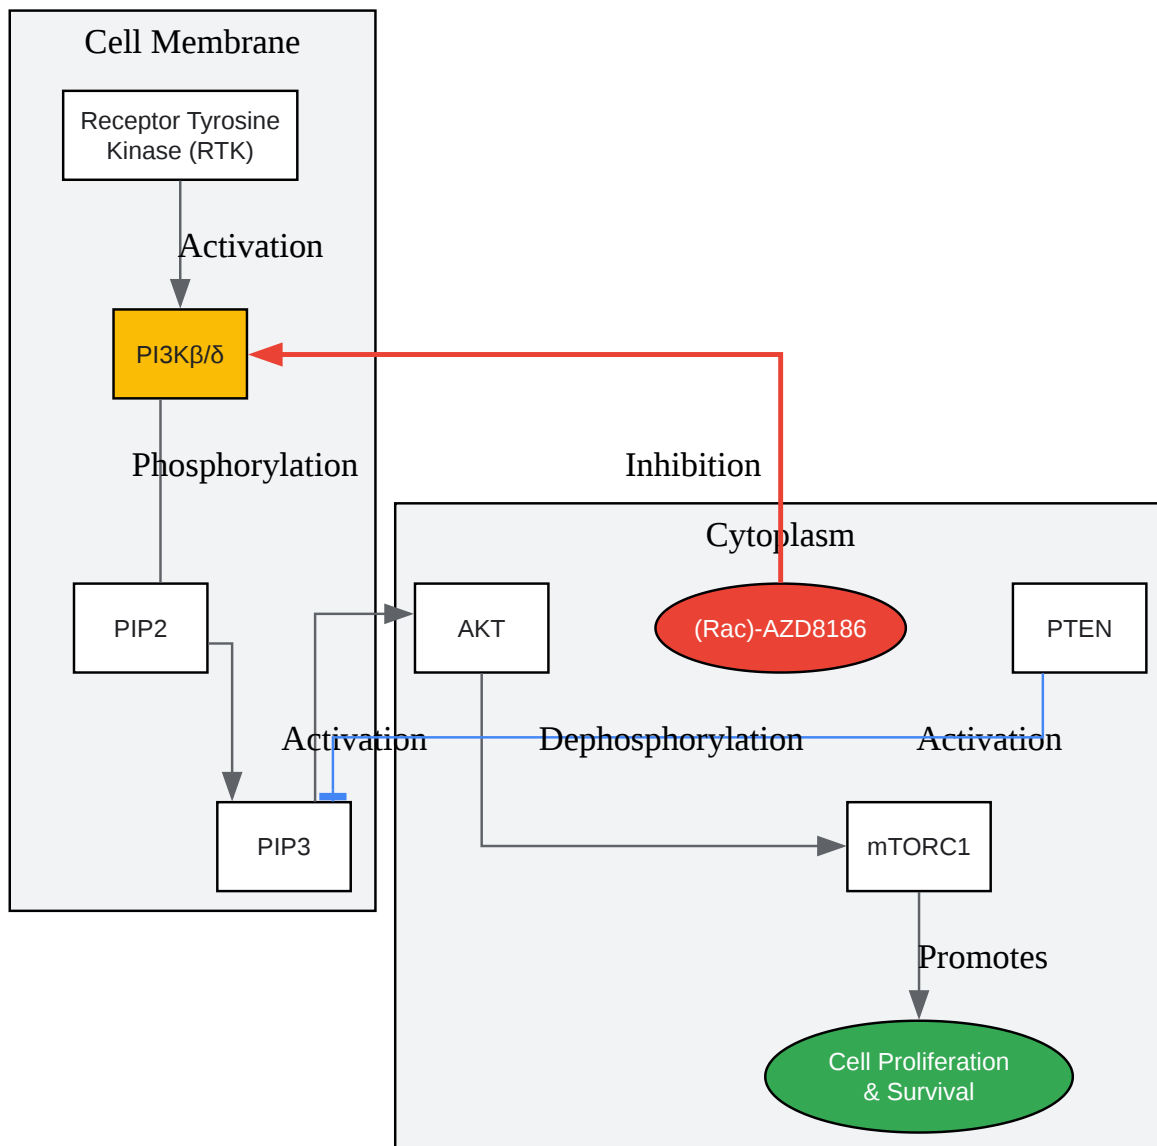 Cell Membrane
Receptor Tyrosine
Kinase (RTK)
Activation
PI3Kβ/δ
Phosphorylation
Inhibition
Cytoplasm
PIP2
AKT
(Rac)-AZD8186
PTEN
Activation
Dephosphorylation
Activation
PIP3
mTORC1
Promotes
Cell Proliferation
& Survival